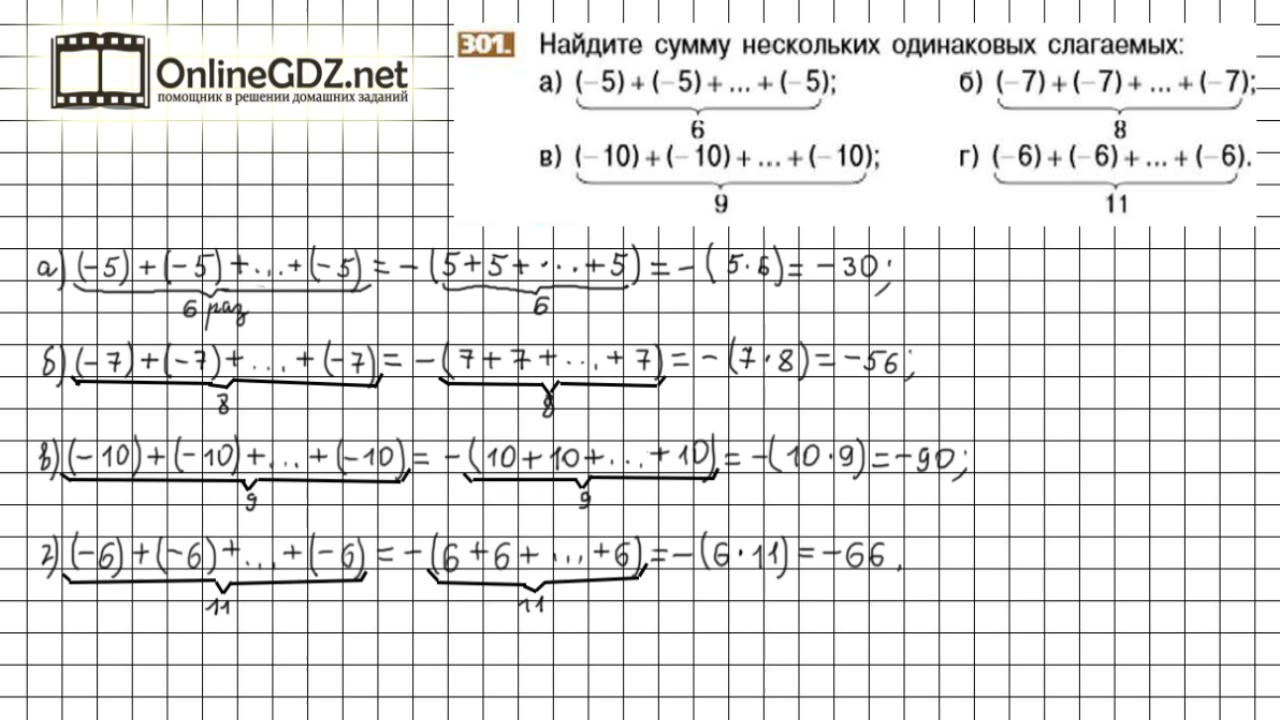 OnlineGDZ.net
помощник в решении домашних заданий
301. Найдите сумму нескольких одинаковых слагаемых:
а) (−5) + (−5) + ... + (−5); б) (−7) + (−7) + ... + (−7);
6 8
в) (−10) + (−10) + ... + (−10); г) (−6) + (−6) + ... + (−6).
9 11
а) (−5) + (−5) + ... + (−5) = − (5 + 5 + ... + 5) = − (5 · 6) = −30;
6 раз 6
б) (−7) + (−7) + ... + (−7) = − (7 + 7 + ... + 7) = − (7 · 8) = −56;
8 8
в) (−10) + (−10) + ... + (−10) = − (10 + 10 + ... + 10) = −(10 · 9) = −90;
9 9
г) (−6) + (−6) + ... + (−6) = − (6 + 6 + ... + 6) = − (6 · 11) = −66.
11 11